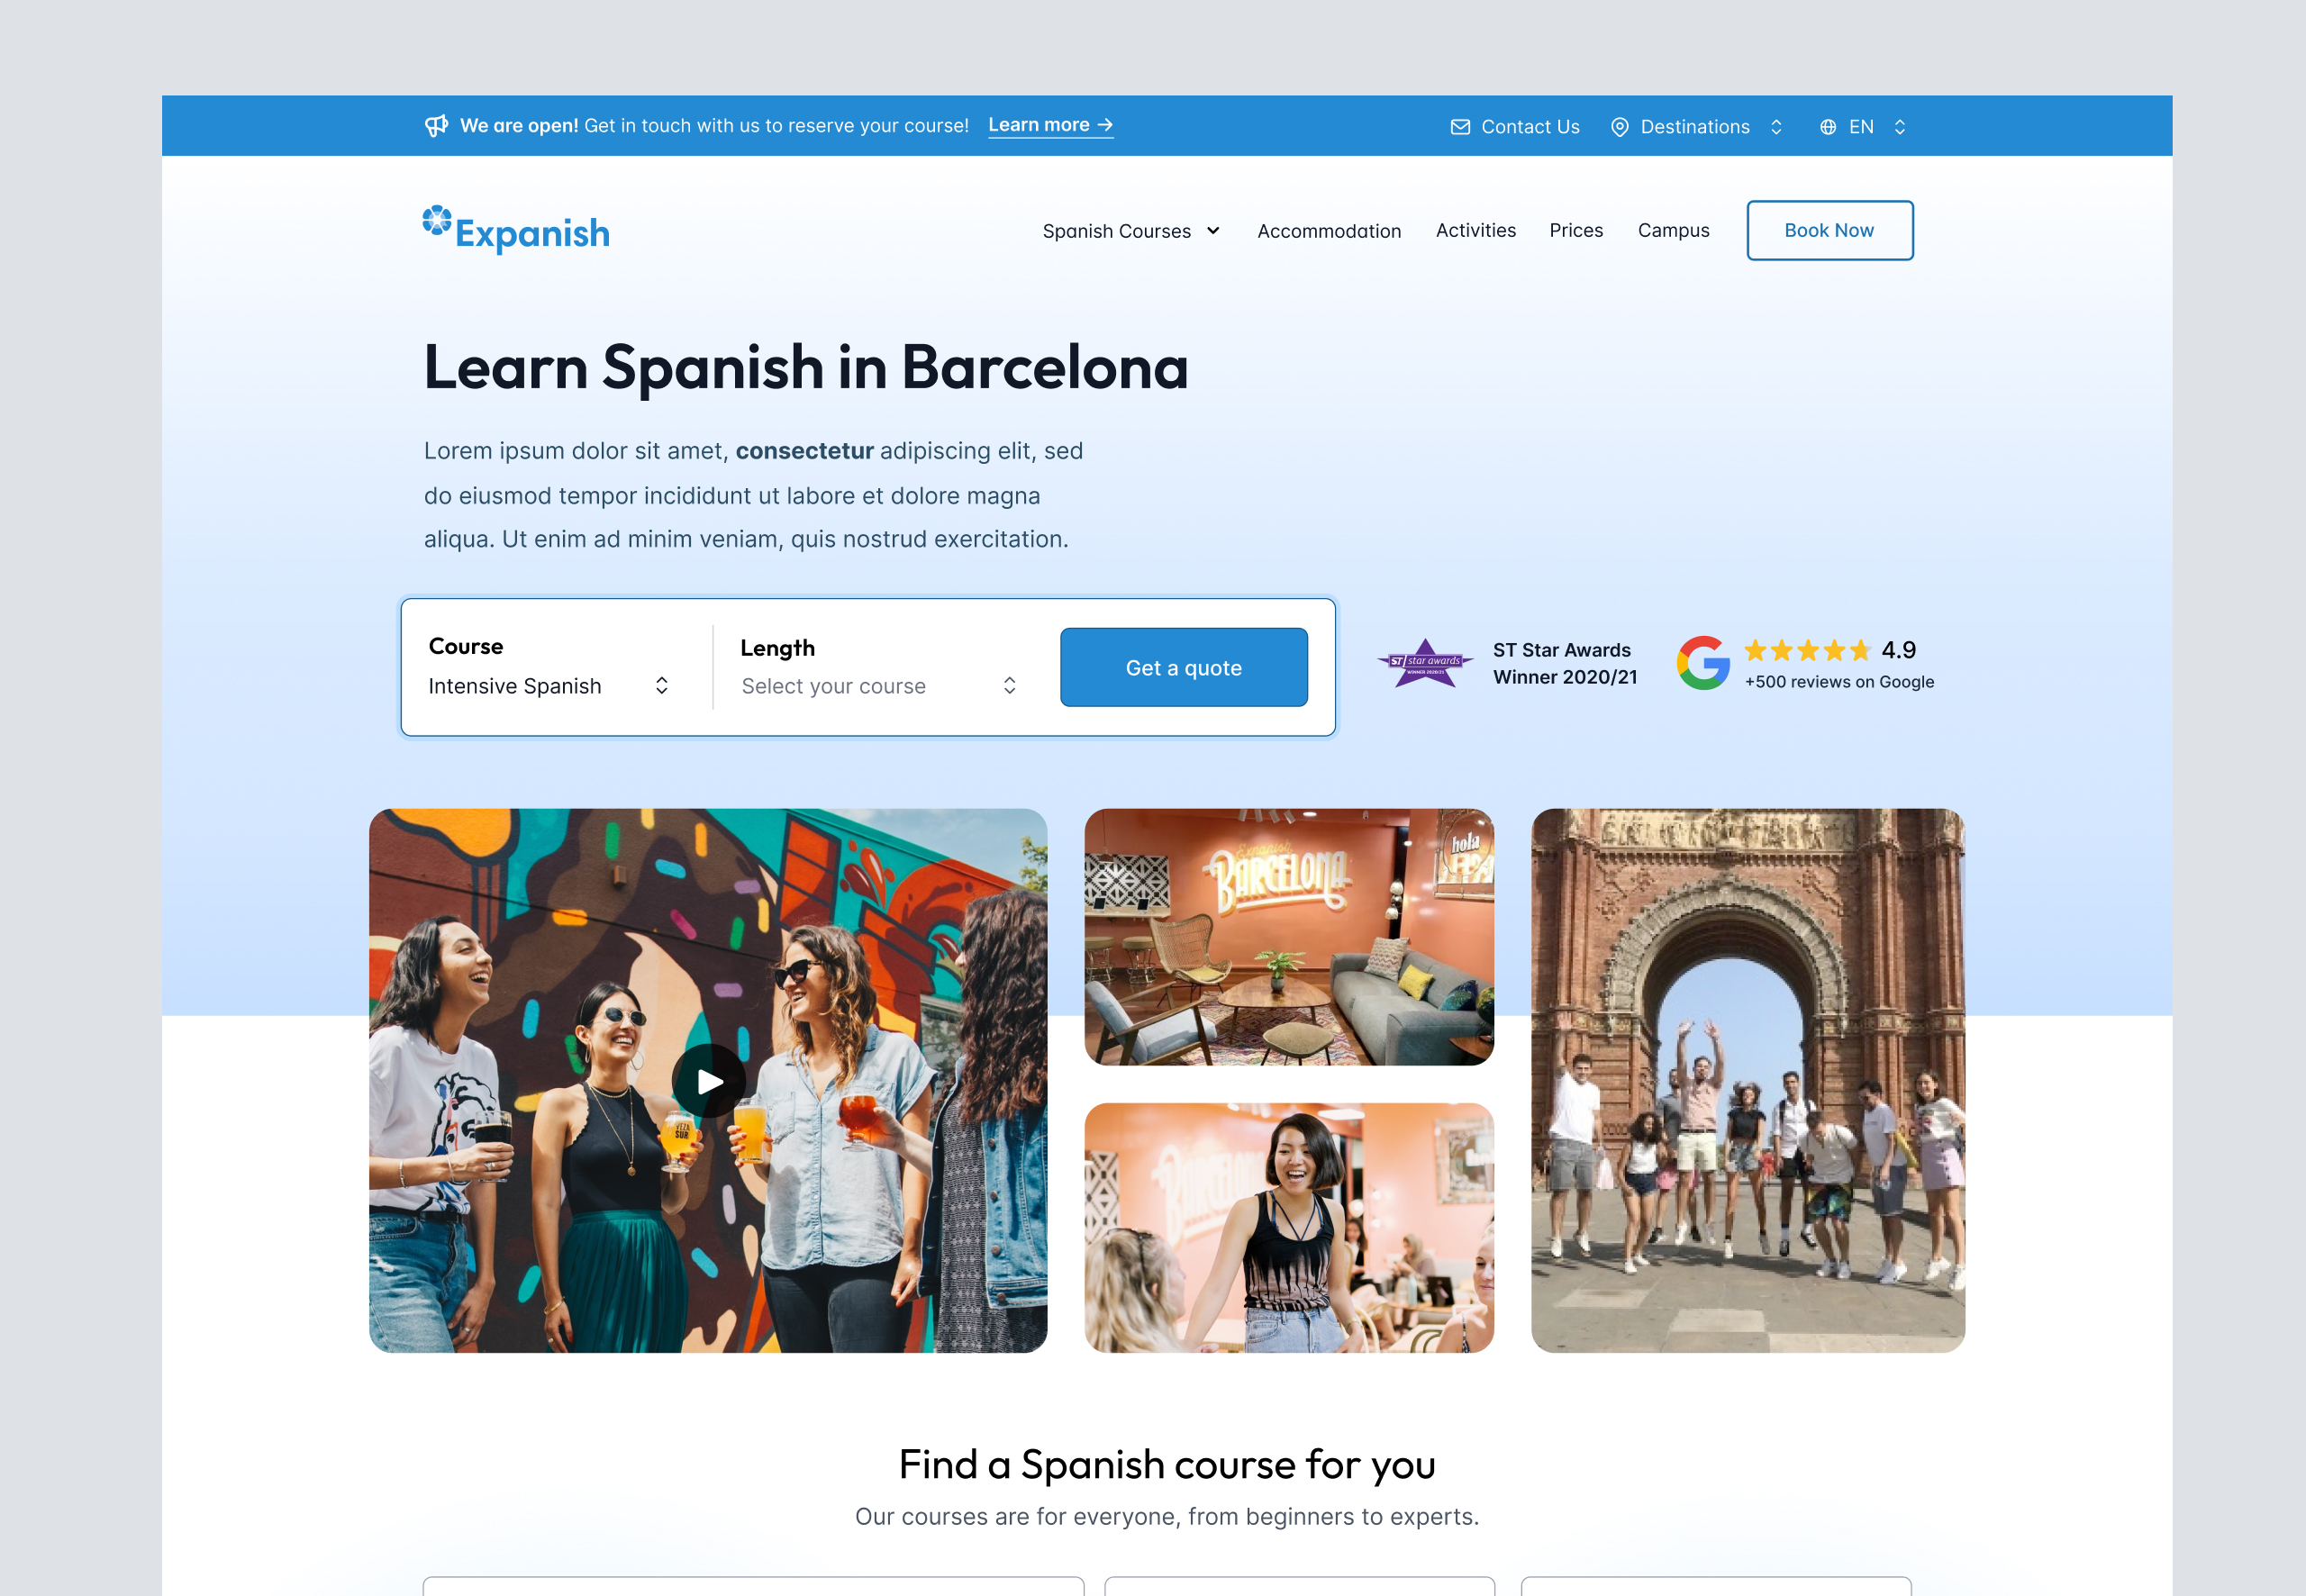 We are open! Get in touch with us to reserve your course! Learn more →
Contact Us
Destinations
EN
Expanish
Spanish Courses
Accommodation
Activities
Prices
Campus
Book Now
Learn Spanish in Barcelona
Lorem ipsum dolor sit amet, consectetur adipiscing elit, sed
do eiusmod tempor incididunt ut labore et dolore magna
aliqua. Ut enim ad minim veniam, quis nostrud exercitation.
Course
Intensive Spanish
Length
Select your course
Get a quote
ST star awards
WINNER 2020/21
ST Star Awards
Winner 2020/21
4.9
+500 reviews on Google
Expanish
BARCELONA
hola
BARCELONA
Find a Spanish course for you
Our courses are for everyone, from beginners to experts.